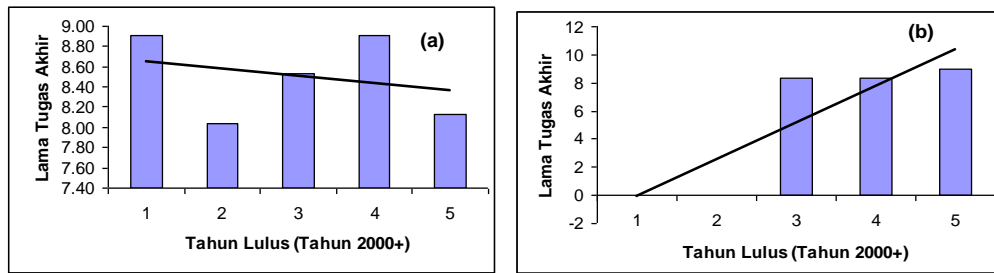 (a)
Lama Tugas Akhir
9.00
8.80
8.60
8.40
8.20
8.00
7.80
7.60
7.40
1 2 3 4 5
Tahun Lulus (Tahun 2000+)
(b)
Lama Tugas Akhir
12
10
8
6
4
2
0
-2
1 2 3 4 5
Tahun Lulus (Tahun 2000+)